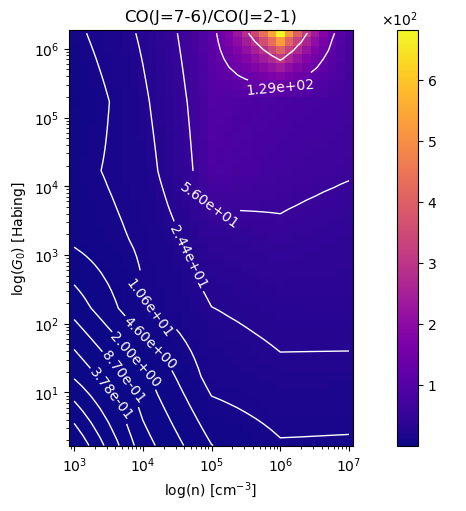 CO(J=7-6)/CO(J=2-1)
×10²
10⁶
10⁵
10⁴
10³
10²
10¹
log(G₀) [Habing]
1.29e+02
5.60e+01
2.44e+01
1.06e+01
4.60e+00
2.00e+00
8.70e-01
3.78e-01
6
5
4
3
2
1
10³ 10⁴ 10⁵ 10⁶ 10⁷
log(n) [cm⁻³]